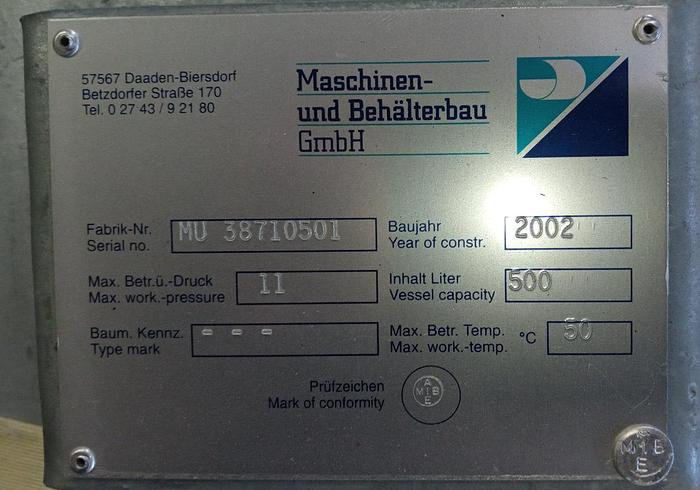 57567 Daaden-Biersdorf
Betzdorfer Straße 170
Tel. 0 27 43 / 9 21 80
Maschinen-
und Behälterbau
GmbH
Fabrik-Nr.
Serial no.
MU 38710501
Baujahr
Year of constr.
2002
Max. Betr.ü.-Druck
Max. work.-pressure
11
Inhalt Liter
Vessel capacity
500
Baum. Kennz.
Type mark
- - -
Max. Betr. Temp.
Max. work.-temp.
°C
50
Prüfzeichen
Mark of conformity
A
MIB
E
M1B
E